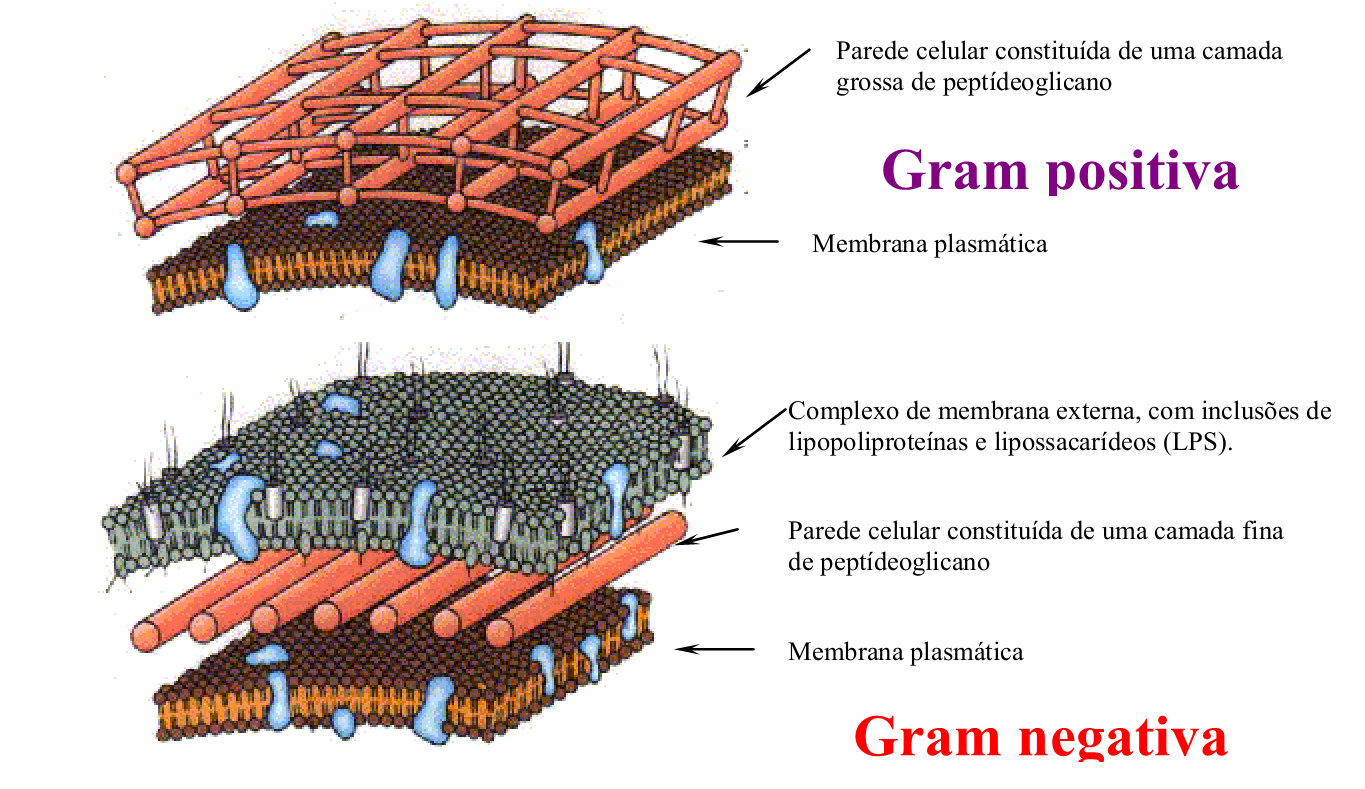 Parede celular constituída de uma camada
grossa de peptídeoglicano
Gram positiva
Membrana plasmática
Complexo de membrana externa, com inclusões de
lipopoliproteínas e lipossacarídeos (LPS).
Parede celular constituída de uma camada fina
de peptídeoglicano
Membrana plasmática
Gram negativa